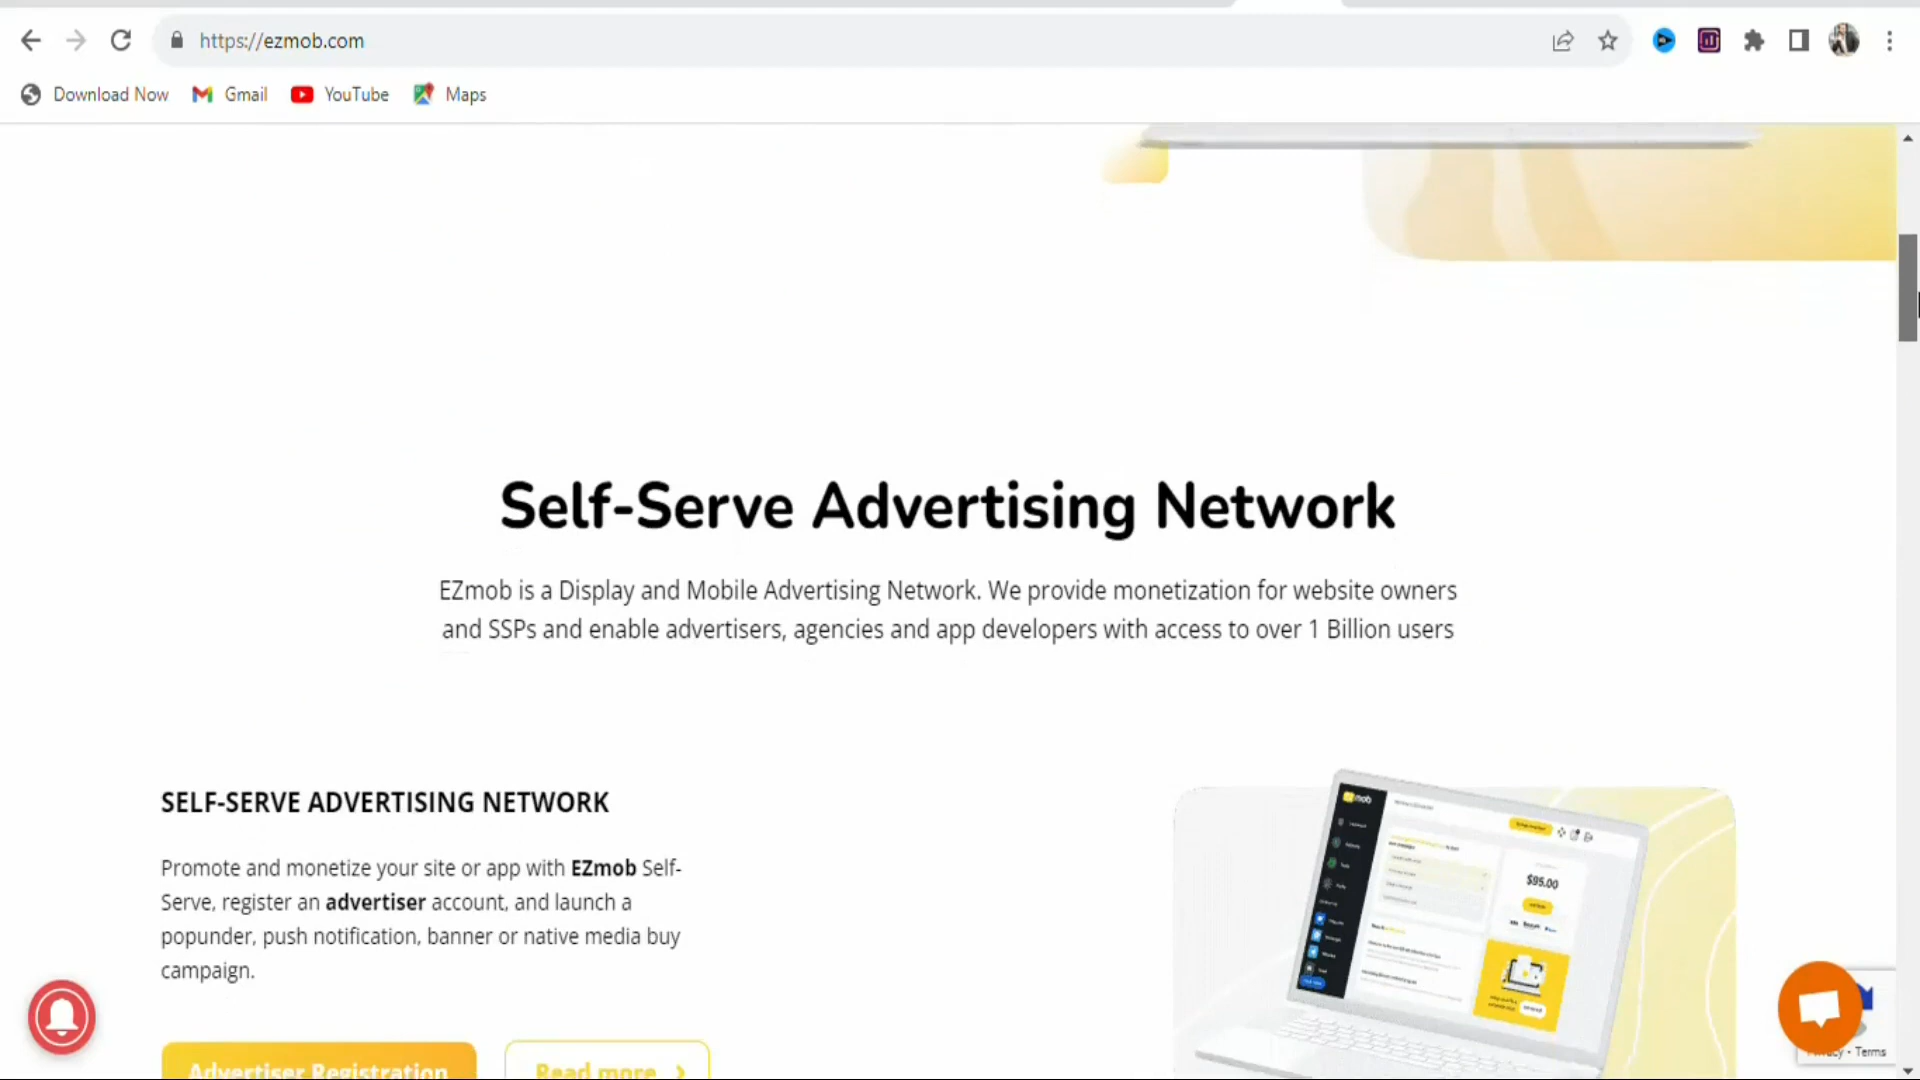 https://ezmob.com
Download Now
Gmail
YouTube
Maps
Self-Serve Advertising Network
EZmob is a Display and Mobile Advertising Network. We provide monetization for website owners
and SSPs and enable advertisers, agencies and app developers with access to over 1 Billion users
SELF-SERVE ADVERTISING NETWORK
Promote and monetize your site or app with EZmob Self-
Serve, register an advertiser account, and launch a
popunder, push notification, banner or native media buy
campaign.
Advertiser Registration
Read more
EZmob
$95.00
Privacy - Terms